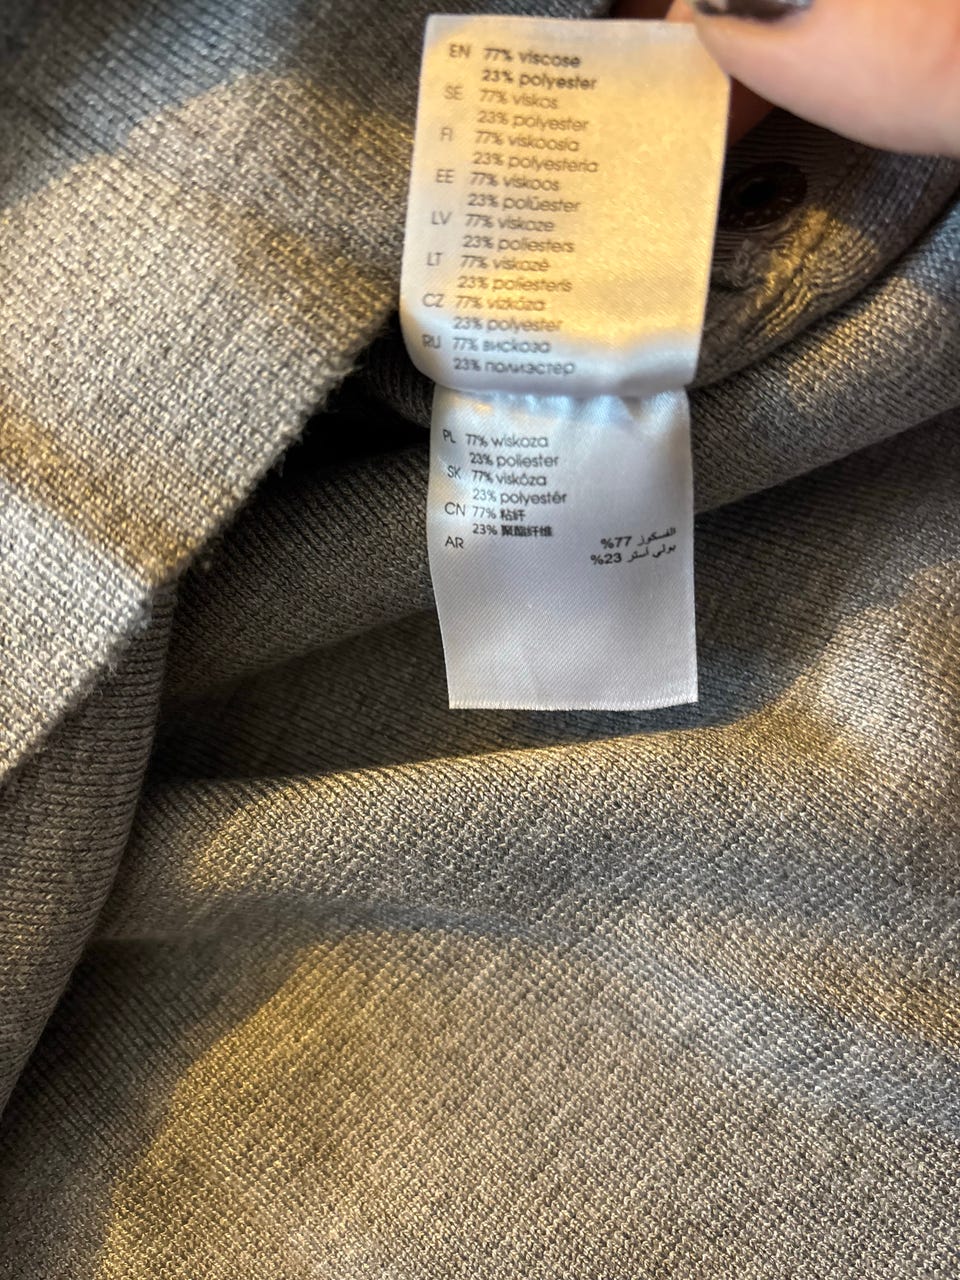 EN 77% viscose
23% polyester
SE 77% viskos
23% polyester
FI 77% viskoosia
23% polyesteria
EE 77% viskoos
23% polüester
LV 77% viskoze
23% poliesters
LT 77% viskozė
23% poliesteris
CZ 77% vizkóza
23% polyester
RU 77% вискоза
23% полиэстер
PL 77% wiskoza
23% poliester
SK 77% viskóza
23% polyestér
CN 77% 粘纤
23% 聚酯纤维
AR الفسكوز 77%
بولي أستر 23%